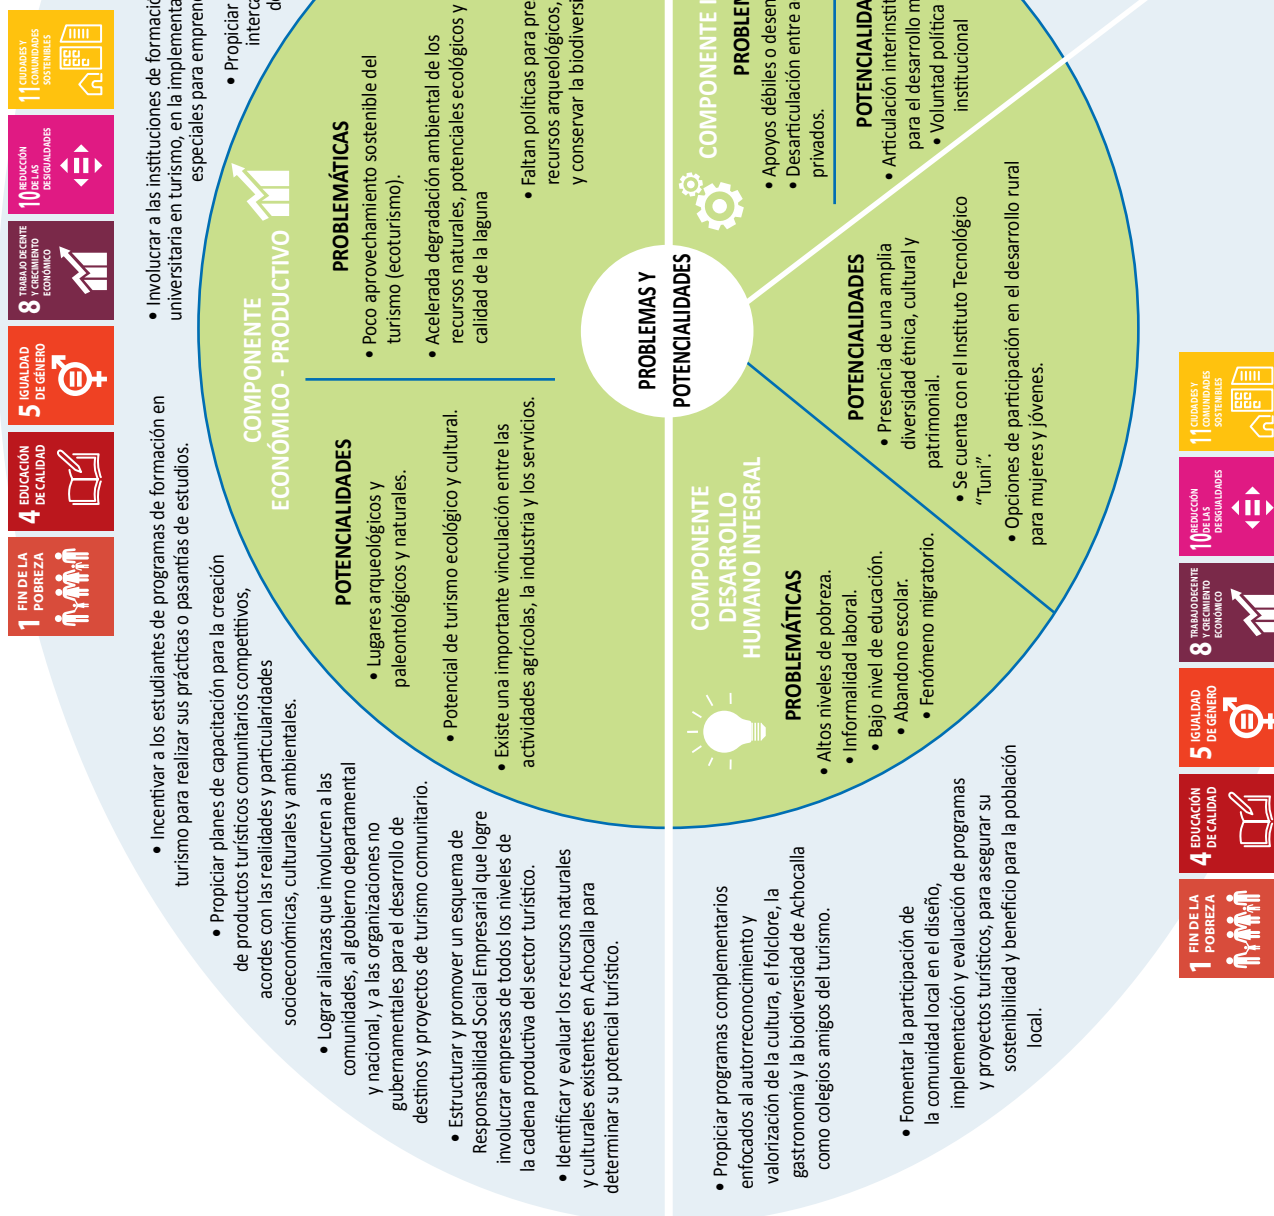 1 FIN DE LA
POBREZA
4 EDUCACIÓN
DE CALIDAD
5 IGUALDAD
DE GÉNERO
8 TRABAJO DECENTE
Y CRECIMIENTO
ECONÓMICO
10 REDUCCIÓN
DE LAS
DESIGUALDADES
11 CIUDADES Y
COMUNIDADES
SOSTENIBLES
• Incentivar a los estudiantes de programas de formación en
turismo para realizar sus prácticas o pasantías de estudios.
• Propiciar planes de capacitación para la creación
de productos turísticos comunitarios competitivos,
acordes con las realidades y particularidades
socioeconómicas, culturales y ambientales.
• Lograr alianzas que involucren a las
comunidades, al gobierno departamental
y nacional, y a las organizaciones no
gubernamentales para el desarrollo de
destinos y proyectos de turismo comunitario.
• Estructurar y promover un esquema de
Responsabilidad Social Empresarial que logre
involucrar empresas de todos los niveles de
la cadena productiva del sector turístico.
• Identificar y evaluar los recursos naturales
y culturales existentes en Achocalla para
determinar su potencial turístico.
• Involucrar a las instituciones de formació
universitaria en turismo, en la implementa
especiales para empren
• Propiciar
interca
de
COMPONENTE
ECONÓMICO - PRODUCTIVO
POTENCIALIDADES
• Lugares arqueológicos y
paleontológicos y naturales.
• Potencial de turismo ecológico y cultural.
• Existe una importante vinculación entre las
actividades agrícolas, la industria y los servicios.
PROBLEMÁTICAS
• Poco aprovechamiento sostenible del
turismo (ecoturismo).
• Acelerada degradación ambiental de los
recursos naturales, potenciales ecológicos y
calidad de la laguna
• Faltan políticas para pre
recursos arqueológicos,
y conservar la biodiversi
PROBLEMAS Y
POTENCIALIDADES
• Propiciar programas complementarios
enfocados al autorreconocimiento y
valorización de la cultura, el folclore, la
gastronomía y la biodiversidad de Achocalla
como colegios amigos del turismo.
• Fomentar la participación de
la comunidad local en el diseño,
implementación y evaluación de programas
y proyectos turísticos, para asegurar su
sostenibilidad y beneficio para la población
local.
COMPONENTE
DESARROLLO
HUMANO INTEGRAL
PROBLEMÁTICAS
• Altos niveles de pobreza.
• Informalidad laboral.
• Bajo nivel de educación.
• Abandono escolar.
• Fenómeno migratorio.
POTENCIALIDADES
• Presencia de una amplia
diversidad étnica, cultural y
patrimonial.
• Se cuenta con el Instituto Tecnológico
“Tuni”.
• Opciones de participación en el desarrollo rural
para mujeres y jóvenes.
COMPONENTE I
PROBLEM
• Apoyos débiles o desen
• Desarticulación entre a
privados.
POTENCIALIDA
• Articulación interinstit
para el desarrollo m
• Voluntad política
institucional
1 FIN DE LA
POBREZA
4 EDUCACIÓN
DE CALIDAD
5 IGUALDAD
DE GÉNERO
8 TRABAJO DECENTE
Y CRECIMIENTO
ECONÓMICO
10 REDUCCIÓN
DE LAS
DESIGUALDADES
11 CIUDADES Y
COMUNIDADES
SOSTENIBLES